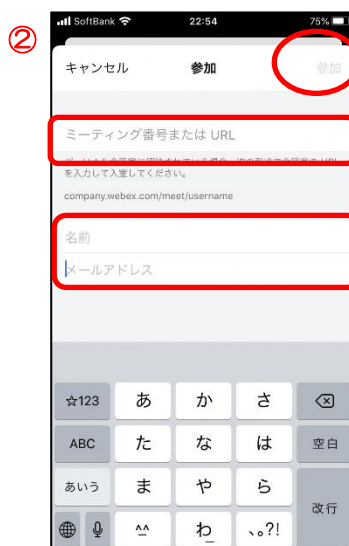 ②
SoftBank 22:54 75%
キャンセル 参加 参加
ミーティング番号または URL
を入力して入室してください。
company.webex.com/meet/username
名前
メールアドレス
☆123 あ か さ
ABC た な は 空白
あいう ま や ら
改行
^^ わ_ 、。?!